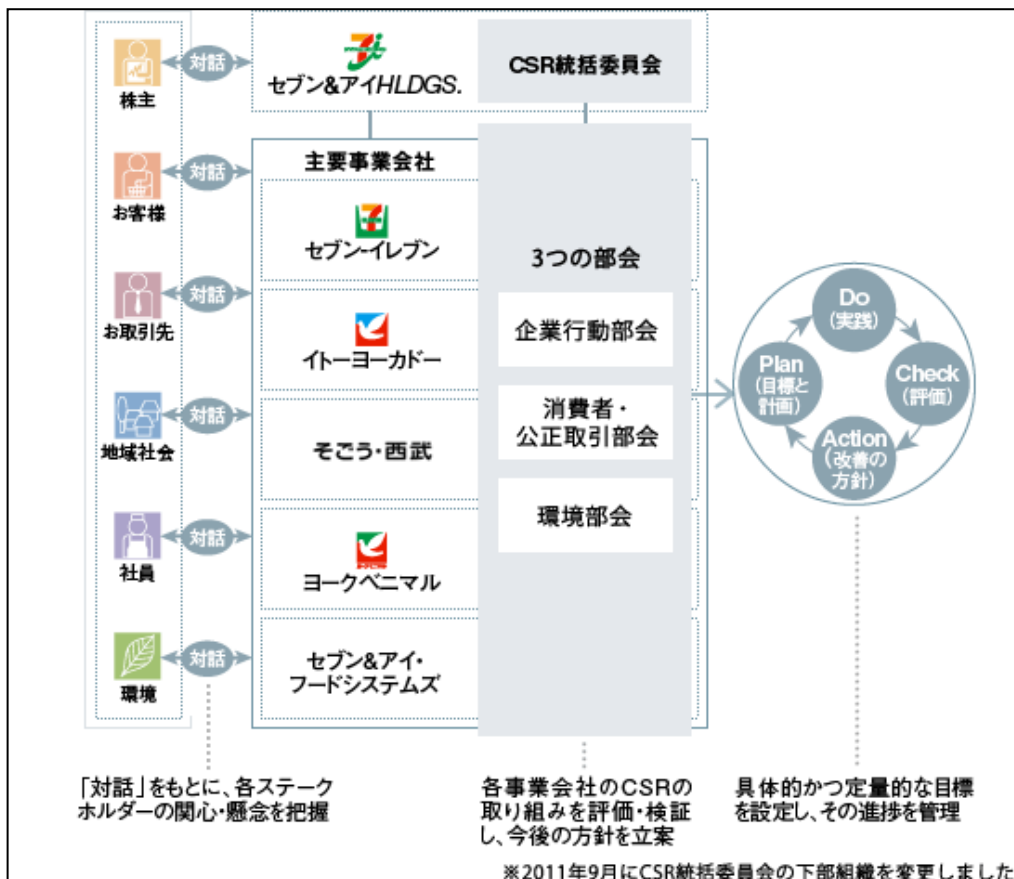 株主
対話
セブン&アイHLDGS.
CSR統括委員会
お客様
対話
主要事業会社
セブン-イレブン
3つの部会
お取引先
対話
イトーヨーカドー
企業行動部会
地域社会
対話
そごう・西武
消費者・
公正取引部会
社員
対話
ヨークベニマル
環境部会
環境
対話
セブン&アイ・
フードシステムズ
Do
(実践)
Plan
(目標と
計画)
Check
(評価)
Action
(改善の
方針)
「対話」をもとに、各ステーク
ホルダーの関心・懸念を把握
各事業会社のCSRの
取り組みを評価・検証
し、今後の方針を立案
具体的かつ定量的な目標
を設定し、その進捗を管理
※2011年9月にCSR統括委員会の下部組織を変更しました